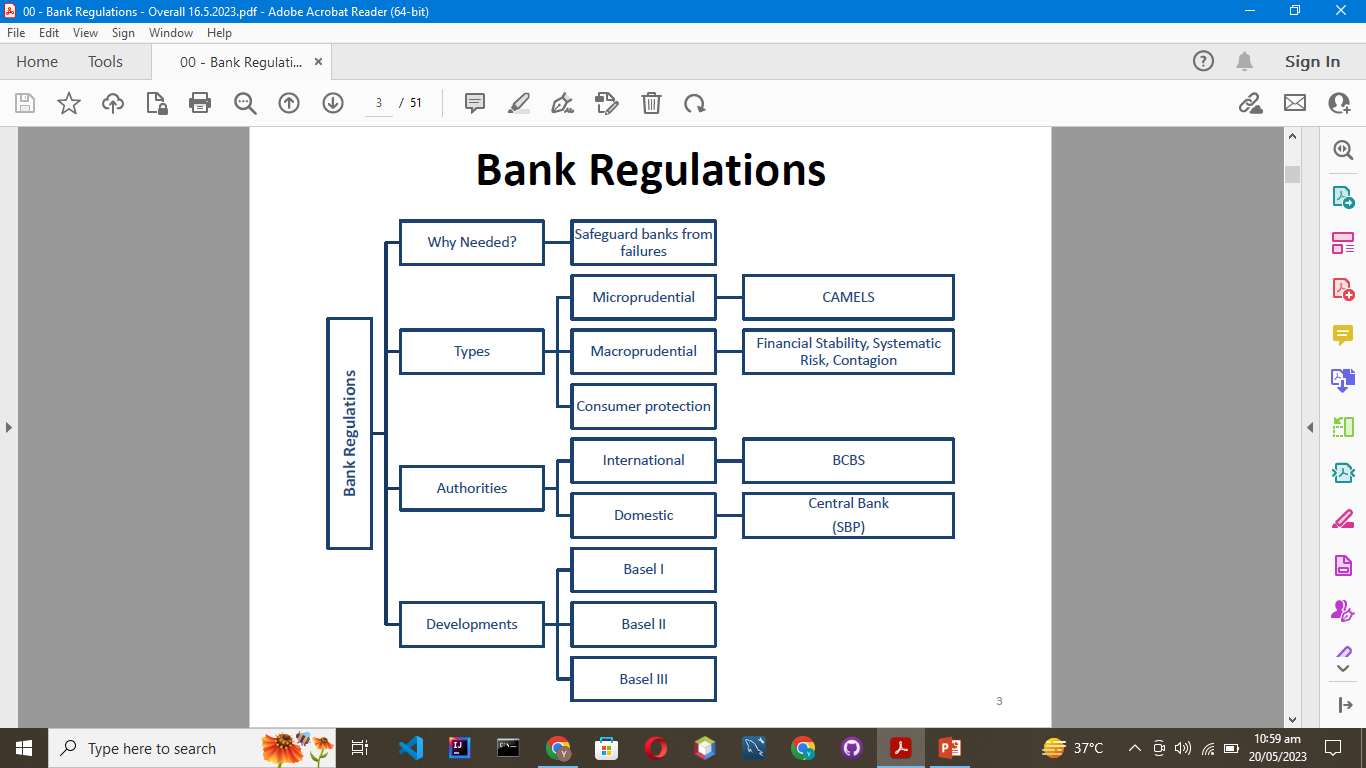 00 - Bank Regulations - Overall 16.5.2023.pdf - Adobe Acrobat Reader (64-bit)
File Edit View Sign Window Help
Home Tools 00 - Bank Regulati... × Sign In
3 / 51
Bank Regulations
Why Needed?
Safeguard banks from
failures
Microprudential
CAMELS
Types
Macroprudential
Financial Stability, Systematic
Risk, Contagion
Consumer protection
Bank Regulations
International
BCBS
Authorities
Domestic
Central Bank
(SBP)
Basel I
Developments
Basel II
Basel III
3
Type here to search
37°C
10:59 am
20/05/2023